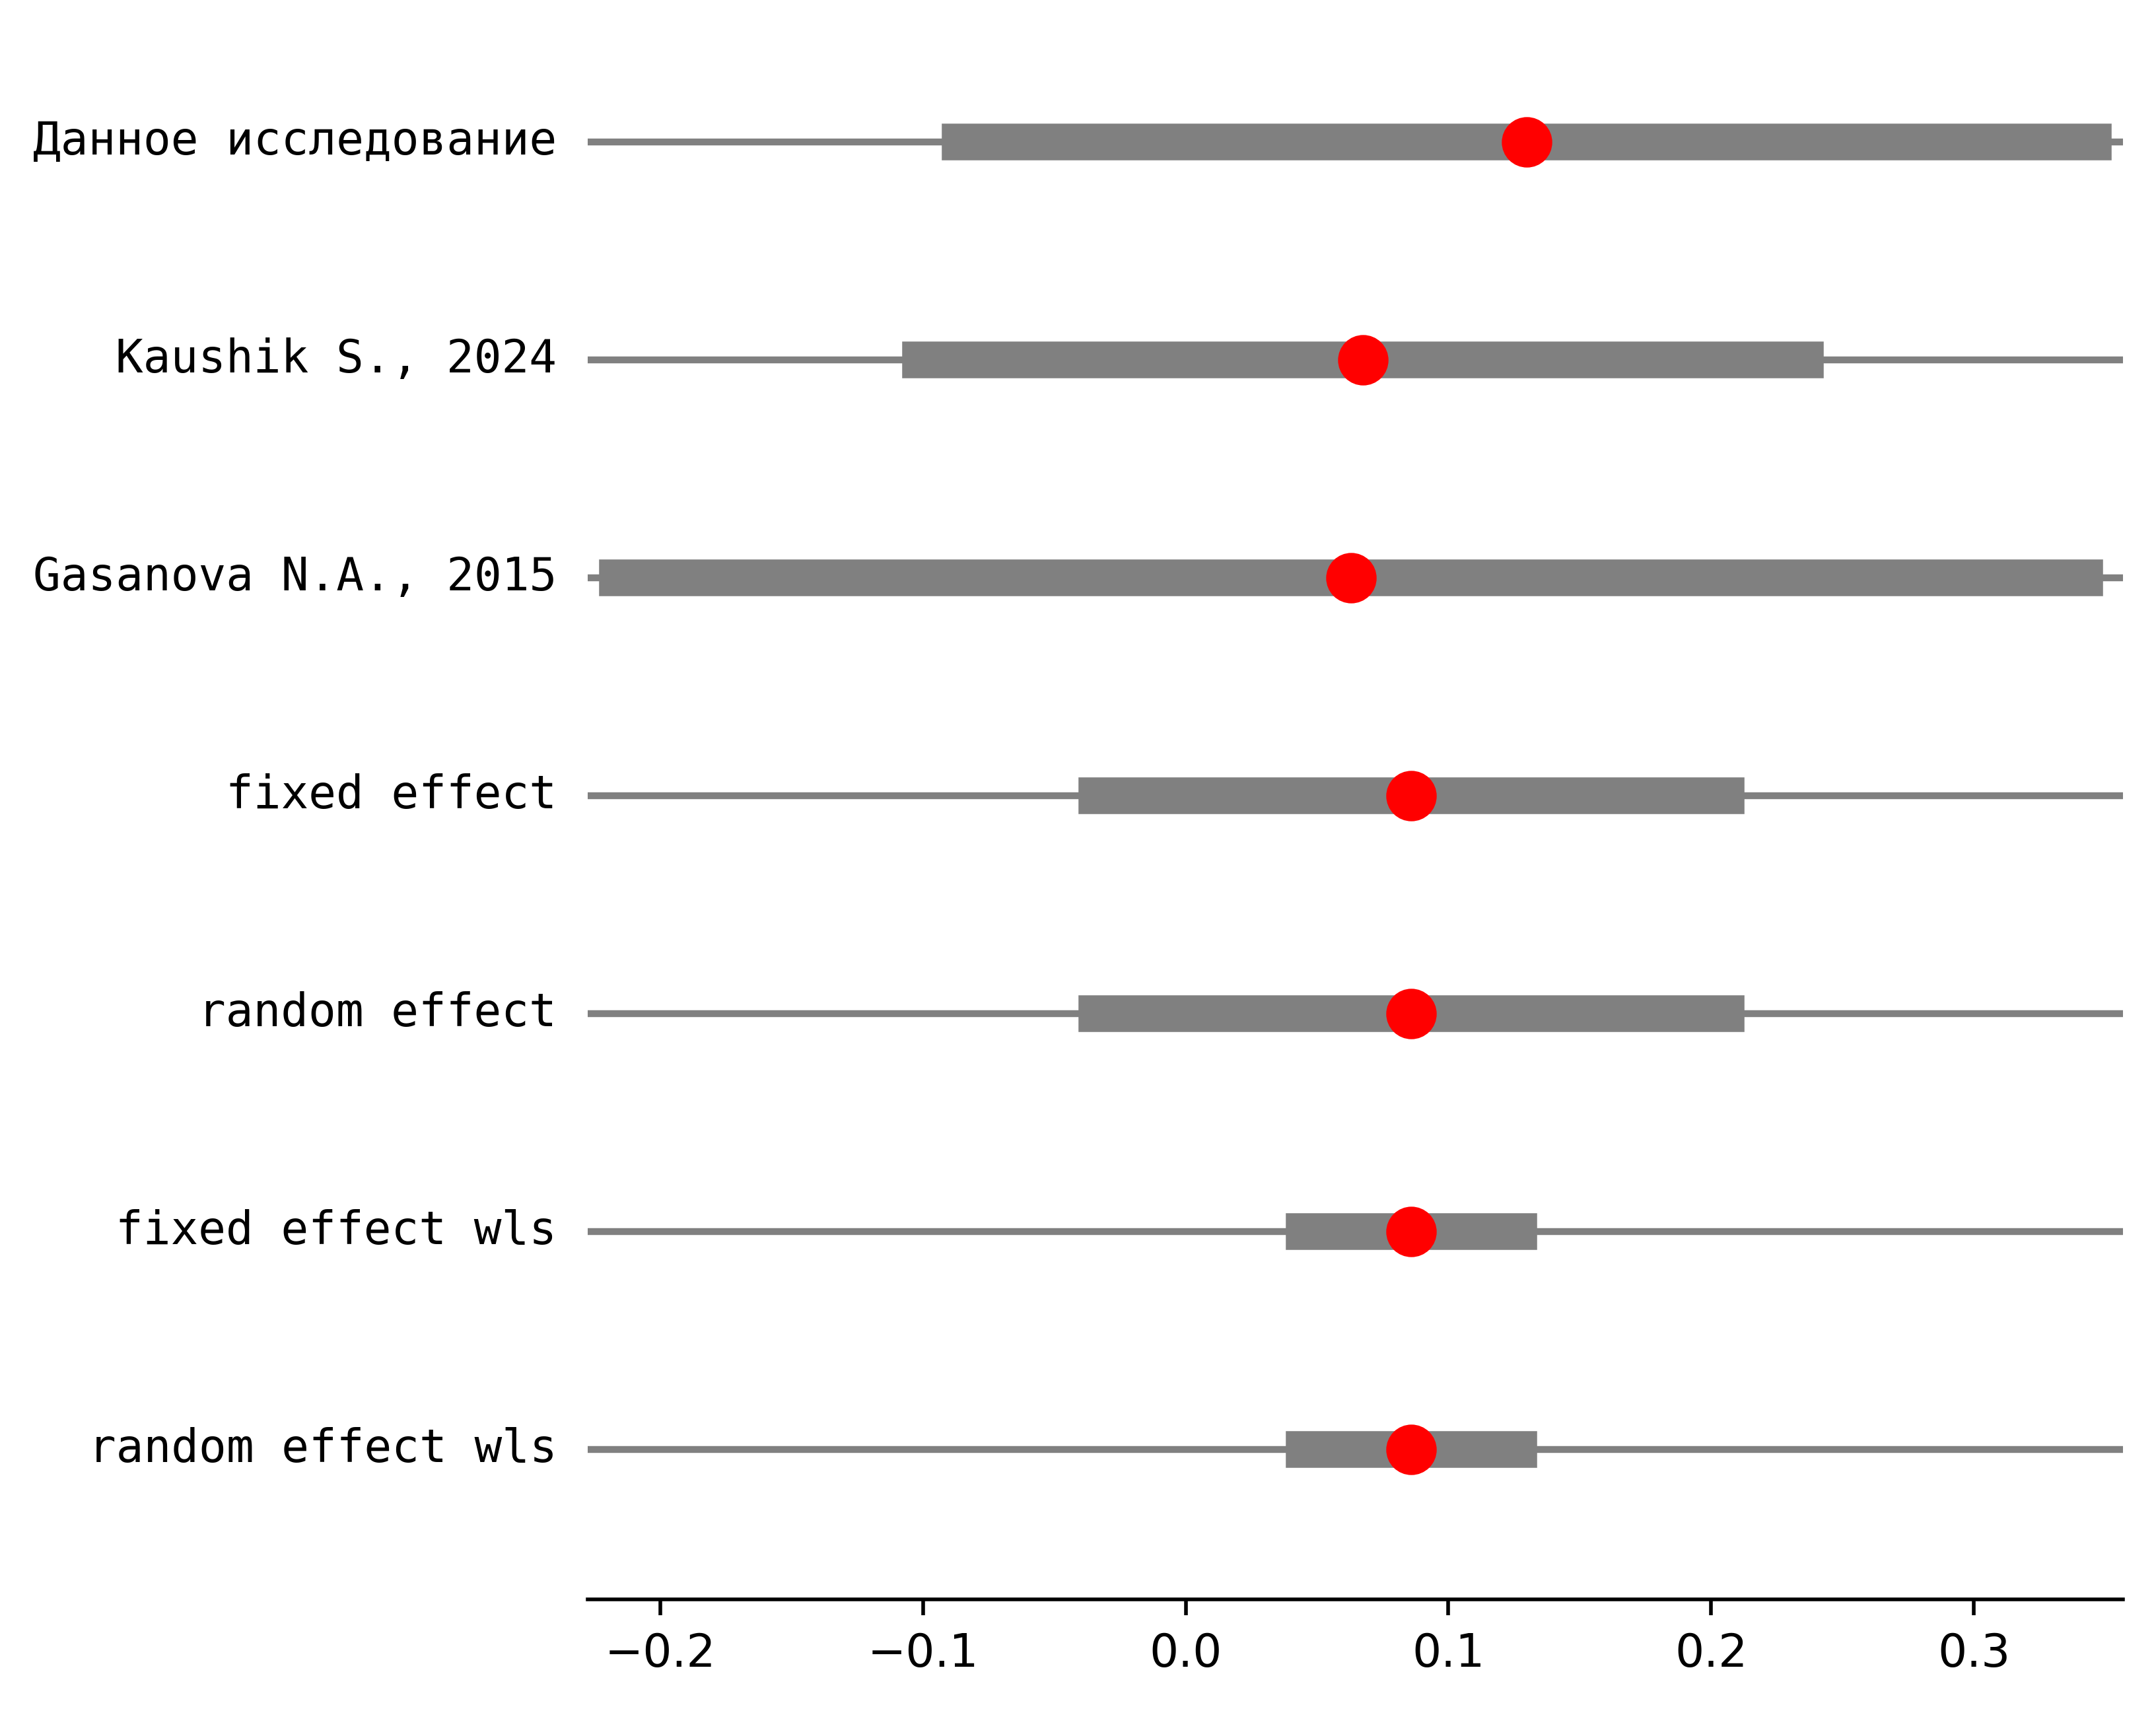 Данное исследование
Kaushik S., 2024
Gasanova N.A., 2015
fixed effect
random effect
fixed effect wls
random effect wls
−0.2 −0.1 0.0 0.1 0.2 0.3